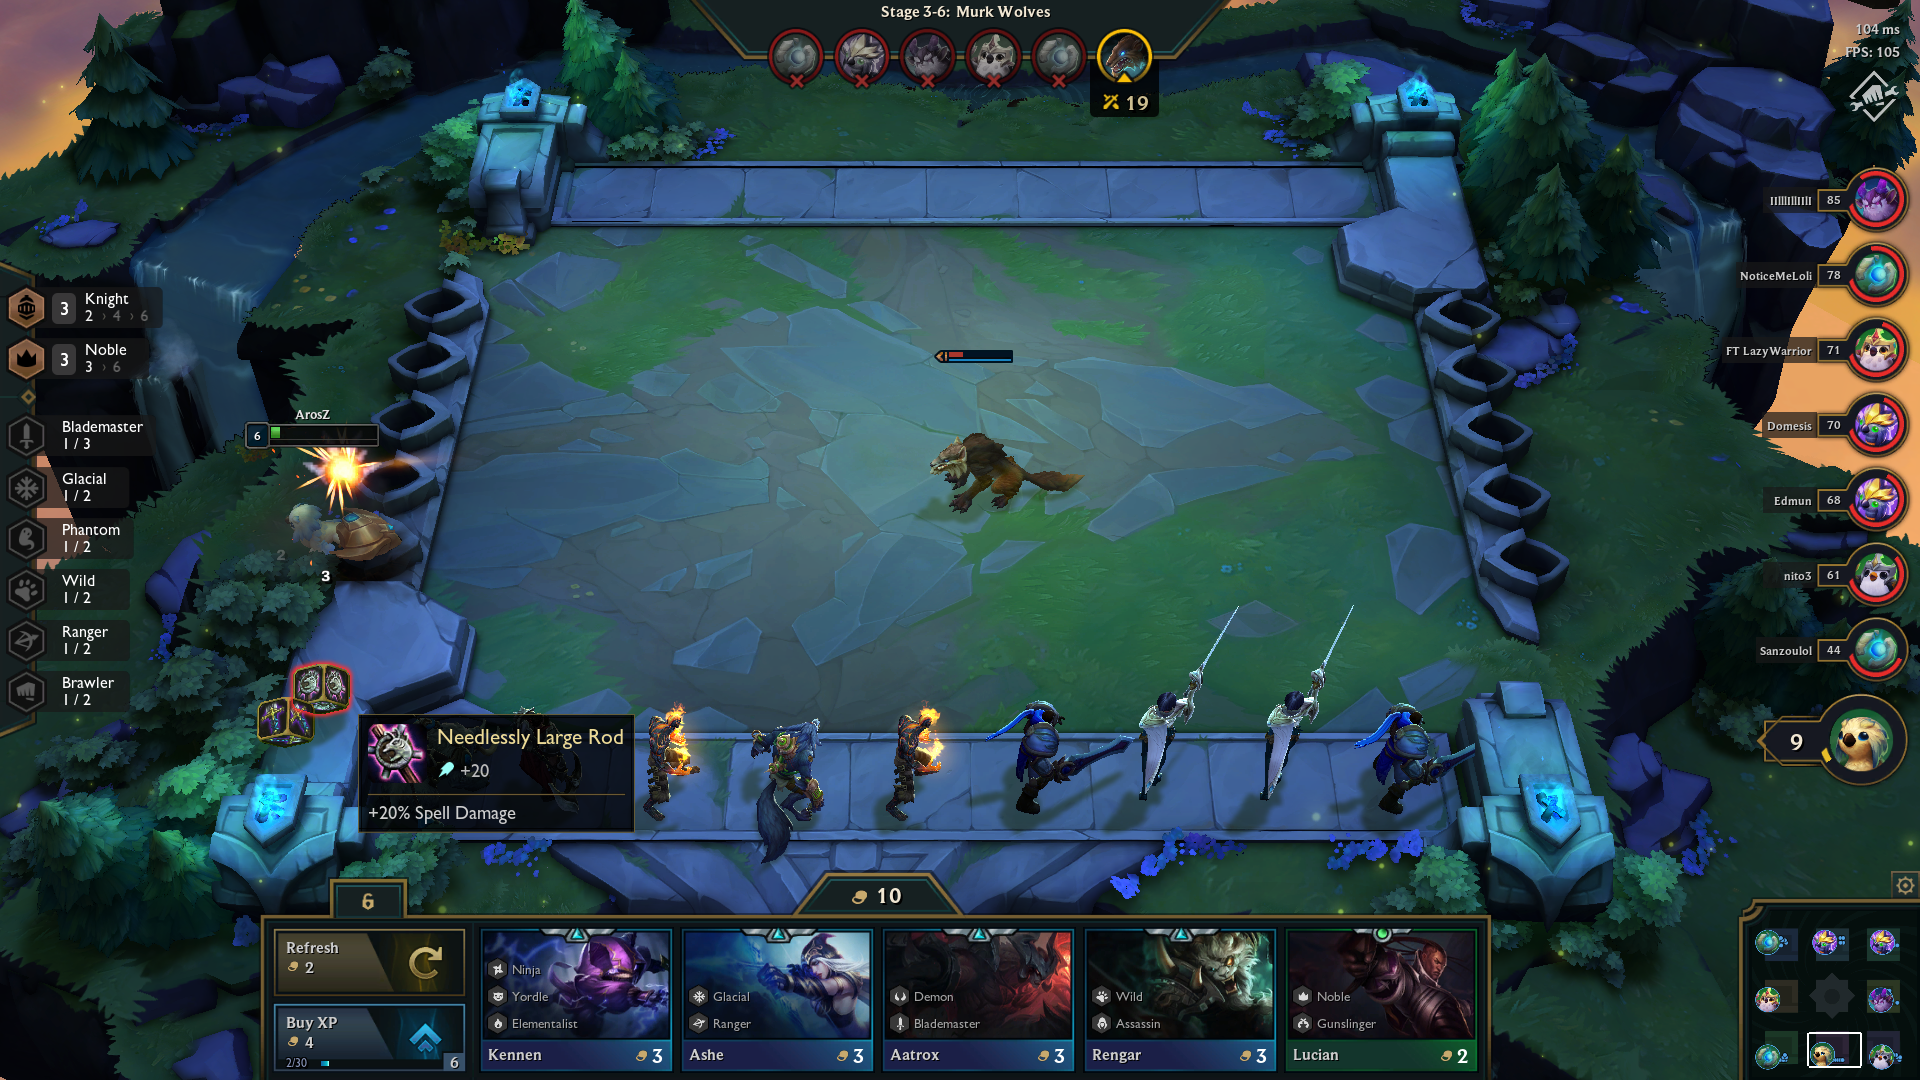 Stage 3-6: Murk Wolves
104 ms
FPS: 105
19
85
NoticeMeLoli 78
FT LazyWarrior 71
Domesis 70
Edmun 68
nito3 61
Sanzoulol 44
9
3 Knight
2 › 4 › 6
3 Noble
3 › 6
Blademaster
1 / 3
Glacial
1 / 2
Phantom
1 / 2
Wild
1 / 2
Ranger
1 / 2
Brawler
1 / 2
ArosZ
6
2
3
Needlessly Large Rod
+20
+20% Spell Damage
6
10
Refresh
2
Buy XP
4
2/30
6
Ninja
Yordle
Elementalist
Kennen 3
Glacial
Ranger
Ashe 3
Demon
Blademaster
Aatrox 3
Wild
Assassin
Rengar 3
Noble
Gunslinger
Lucian 2